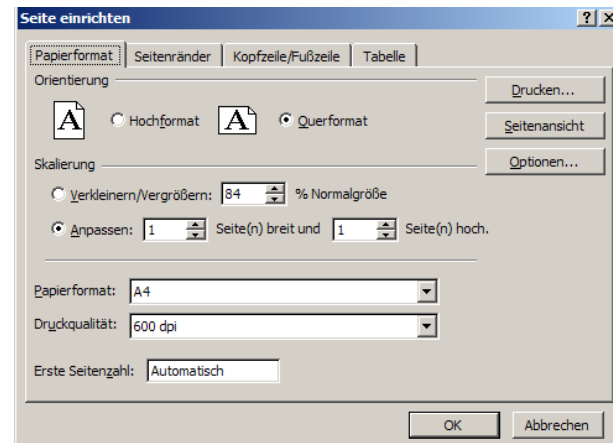 Seite einrichten
Papierformat Seitenränder Kopfzeile/Fußzeile Tabelle
Orientierung
Drucken...
A Hochformat A Querformat
Seitenansicht
Skalierung
Optionen...
Verkleinern/Vergrößern: 84 % Normalgröße
Anpassen: 1 Seite(n) breit und 1 Seite(n) hoch.
Papierformat: A4
Druckqualität: 600 dpi
Erste Seitenzahl: Automatisch
OK Abbrechen